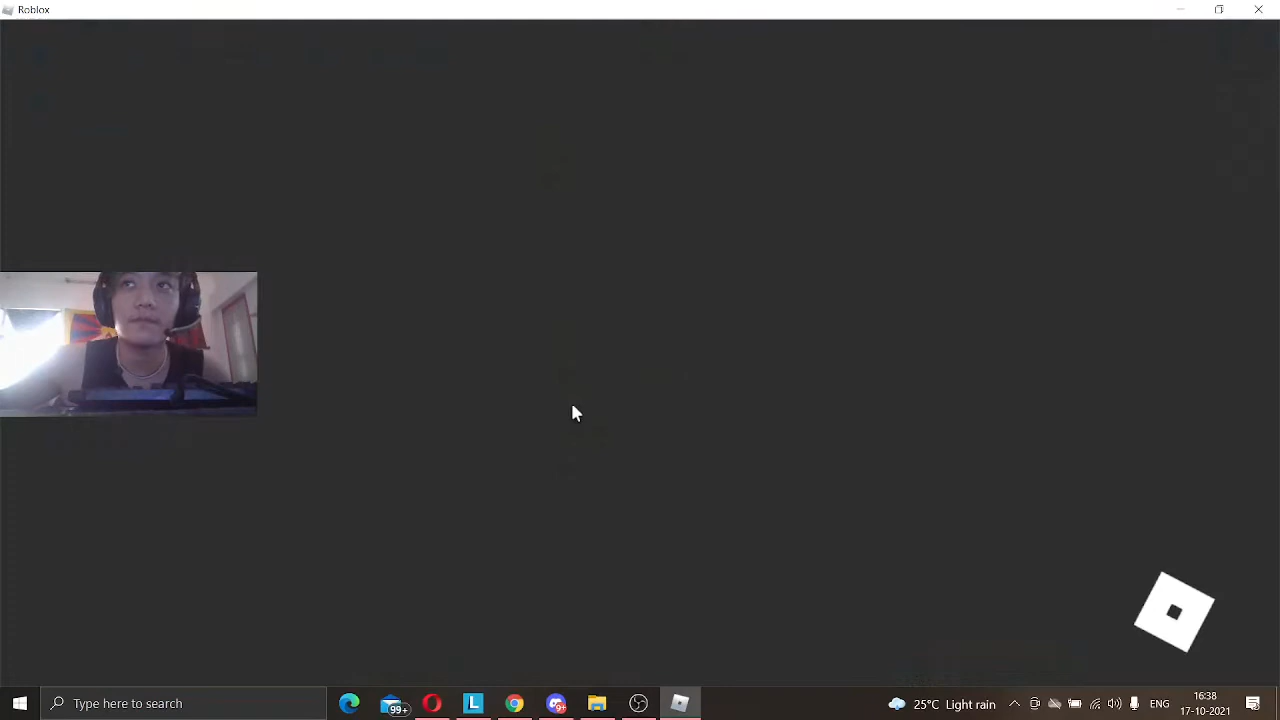 Roblox
L
99+
Type here to search
25°C Light rain
ENG
16:38
17-10-2021